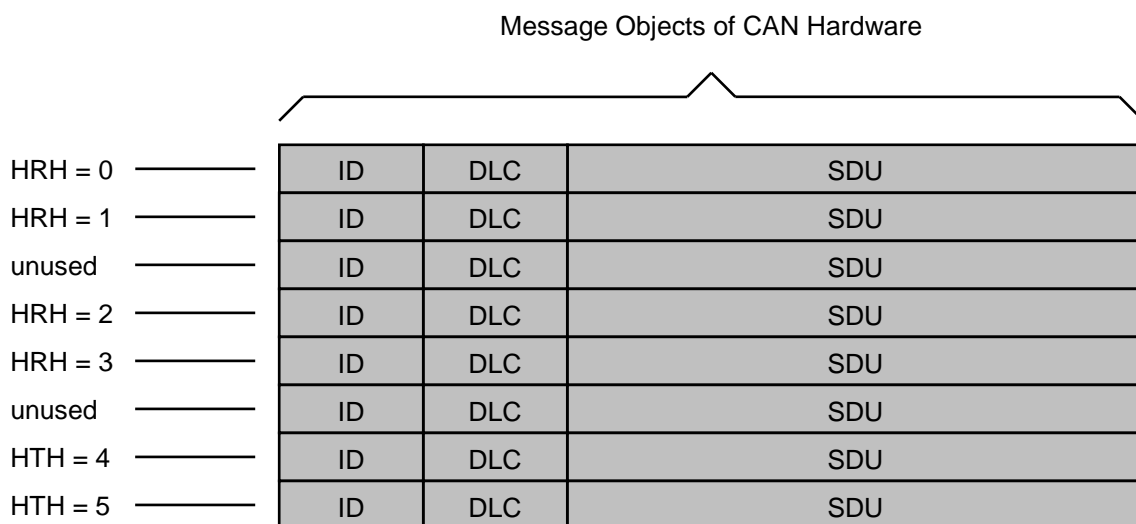 Message Objects of CAN Hardware
HRH = 0 ID DLC SDU
HRH = 1 ID DLC SDU
unused ID DLC SDU
HRH = 2 ID DLC SDU
HRH = 3 ID DLC SDU
unused ID DLC SDU
HTH = 4 ID DLC SDU
HTH = 5 ID DLC SDU